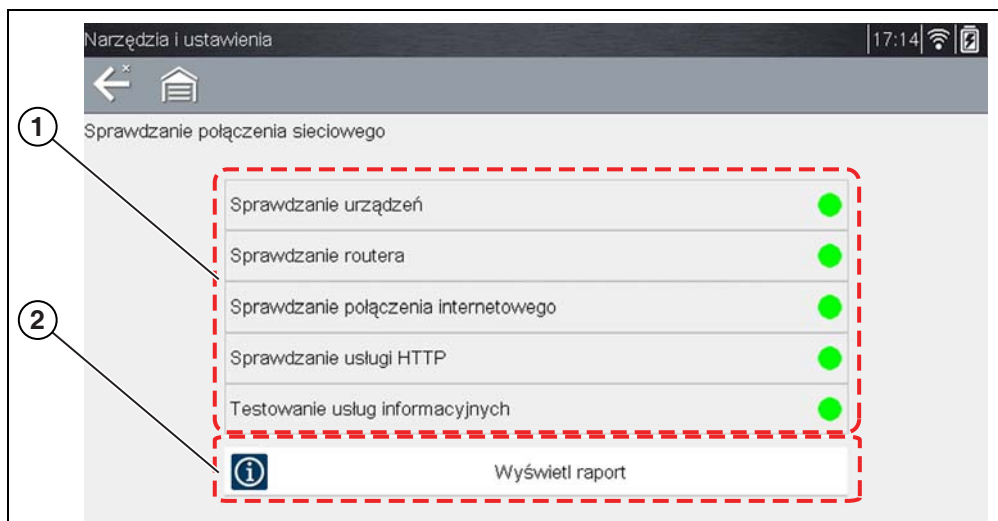 Narzędzia i ustawienia
17:14
Sprawdzanie połączenia sieciowego
1
Sprawdzanie urządzeń
Sprawdzanie routera
Sprawdzanie połączenia internetowego
2
Sprawdzanie usługi HTTP
Testowanie usług informacyjnych
Wyświetl raport